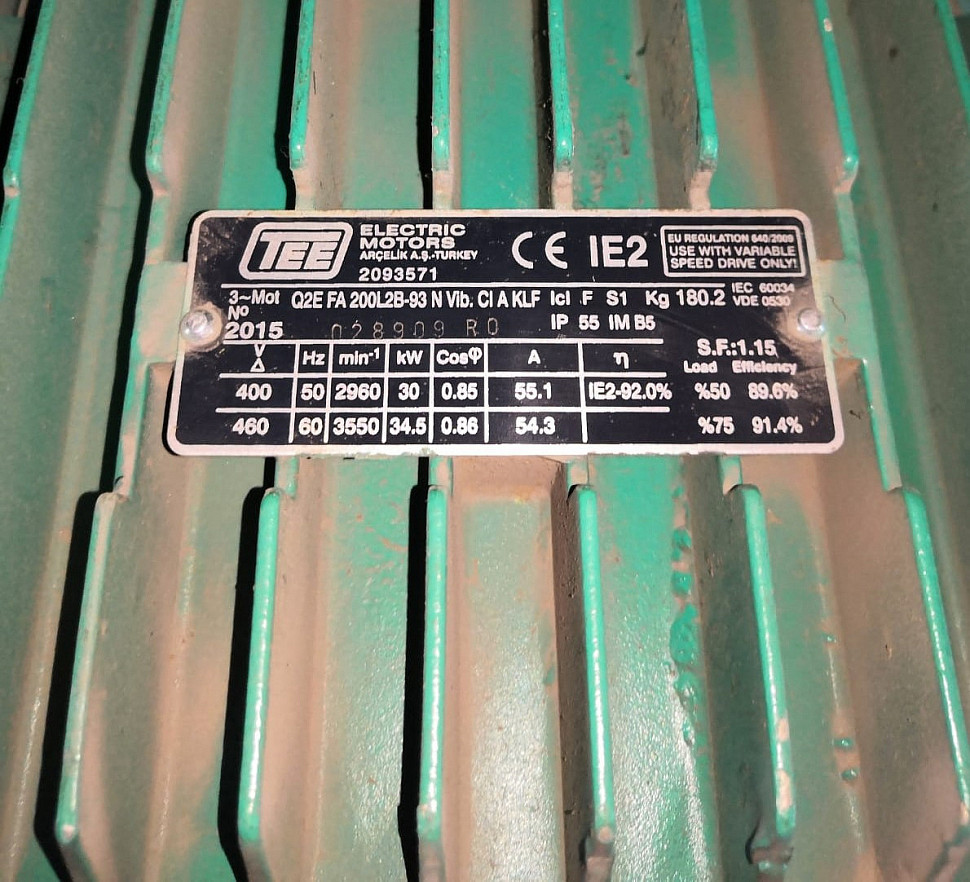 TEE
ELECTRIC
MOTORS
ARÇELİK A.Ş.-TURKEY
2093571
CE IE2
EU REGULATION 640/2009
USE WITH VARIABLE
SPEED DRIVE ONLY!
3~Mot Q2E FA 200L2B-93 N Vib. Cl A KLF Icl F S1 Kg 180.2 IEC 60034
VDE 0530
Nº
2015 028909 R0 IP 55 IM B5
V Δ Hz min⁻¹ kW Cosφ A η S.F.:1.15
Load Efficiency
400 50 2960 30 0.85 55.1 IE2-92.0% %50 89.6%
460 60 3550 34.5 0.86 54.3 %75 91.4%